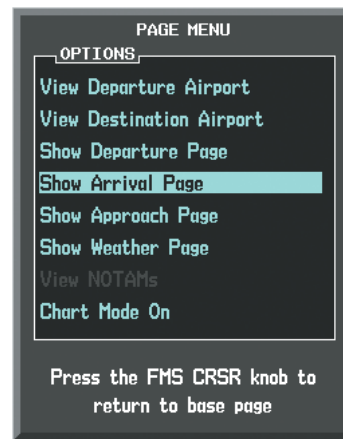 PAGE MENU
OPTIONS
View Departure Airport
View Destination Airport
Show Departure Page
Show Arrival Page
Show Approach Page
Show Weather Page
View NOTAMs
Chart Mode On
Press the FMS CRSR knob to
return to base page